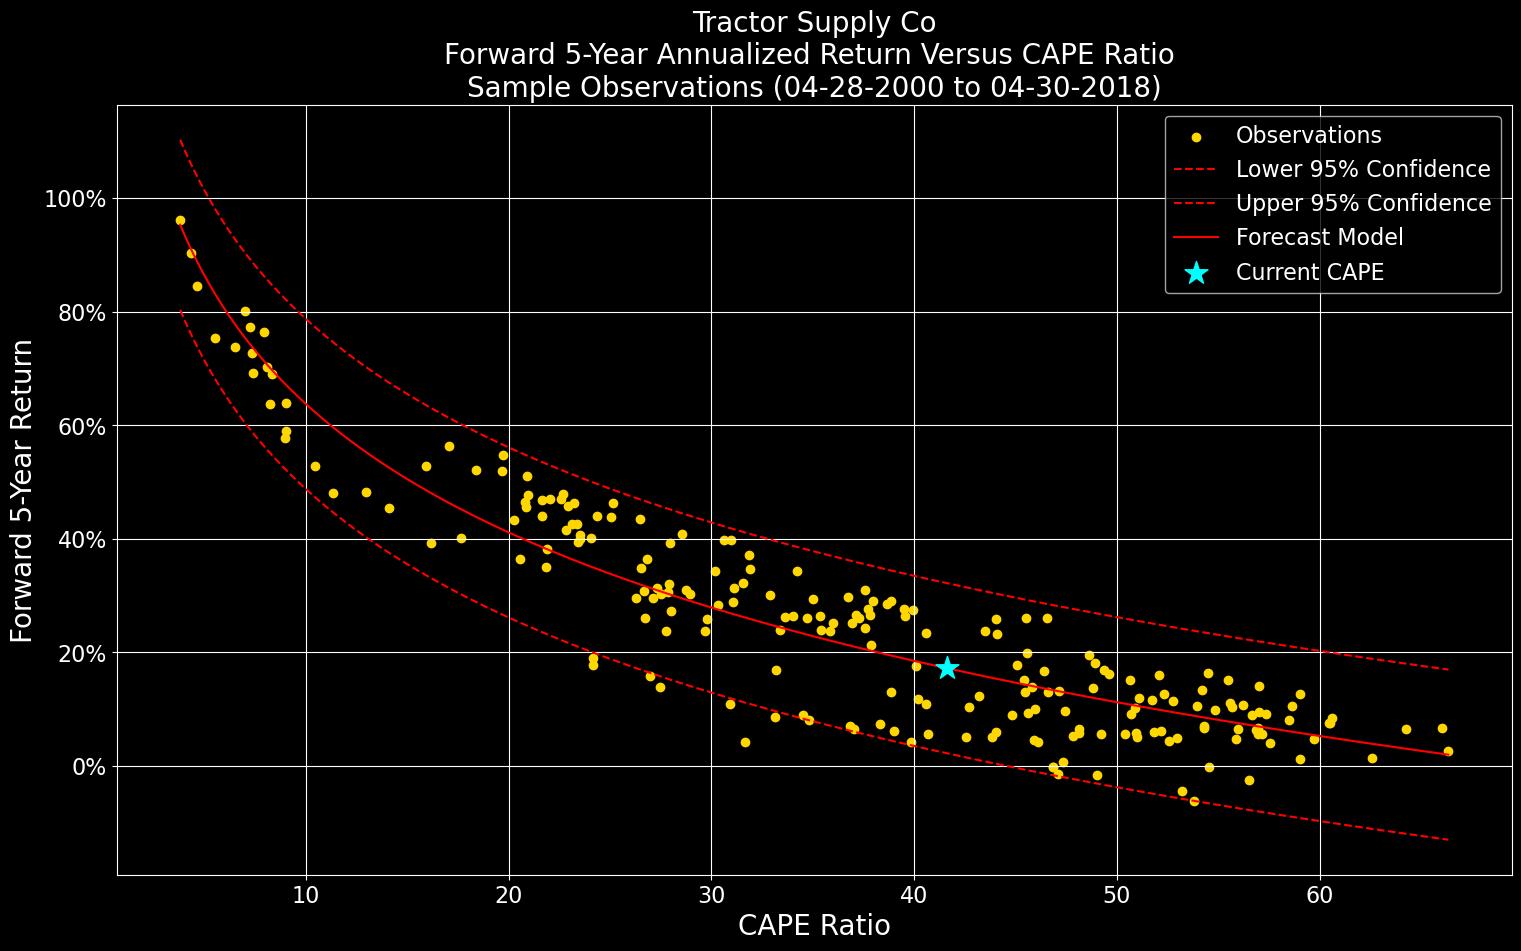 Tractor Supply Co
Forward 5-Year Annualized Return Versus CAPE Ratio
Sample Observations (04-28-2000 to 04-30-2018)
Observations
Lower 95% Confidence
Upper 95% Confidence
Forecast Model
Current CAPE
Forward 5-Year Return
100%
80%
60%
40%
20%
0%
10 20 30 40 50 60
CAPE Ratio